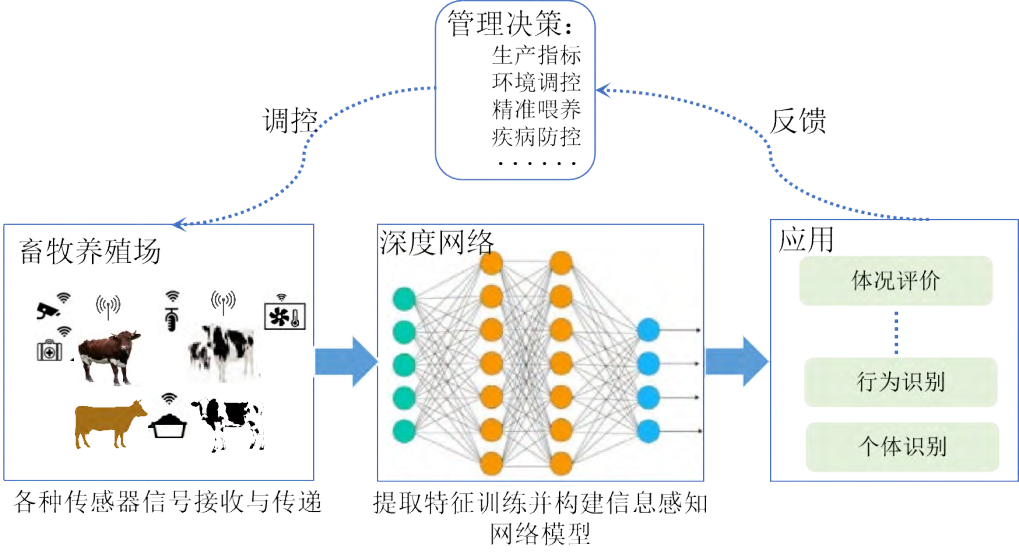 管理决策：
生产指标
环境调控
精准喂养
疾病防控
······
调控
反馈
畜牧养殖场
深度网络
应用
体况评价
行为识别
个体识别
各种传感器信号接收与传递
提取特征训练并构建信息感知
网络模型